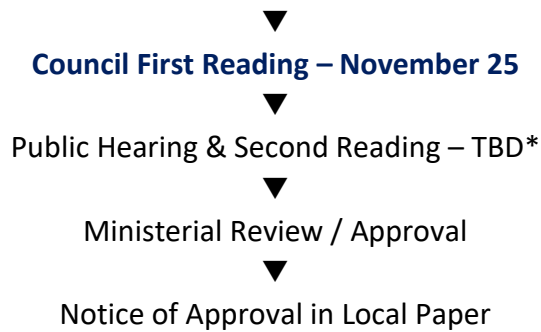 Council First Reading – November 25
Public Hearing & Second Reading – TBD*
Ministerial Review / Approval
Notice of Approval in Local Paper